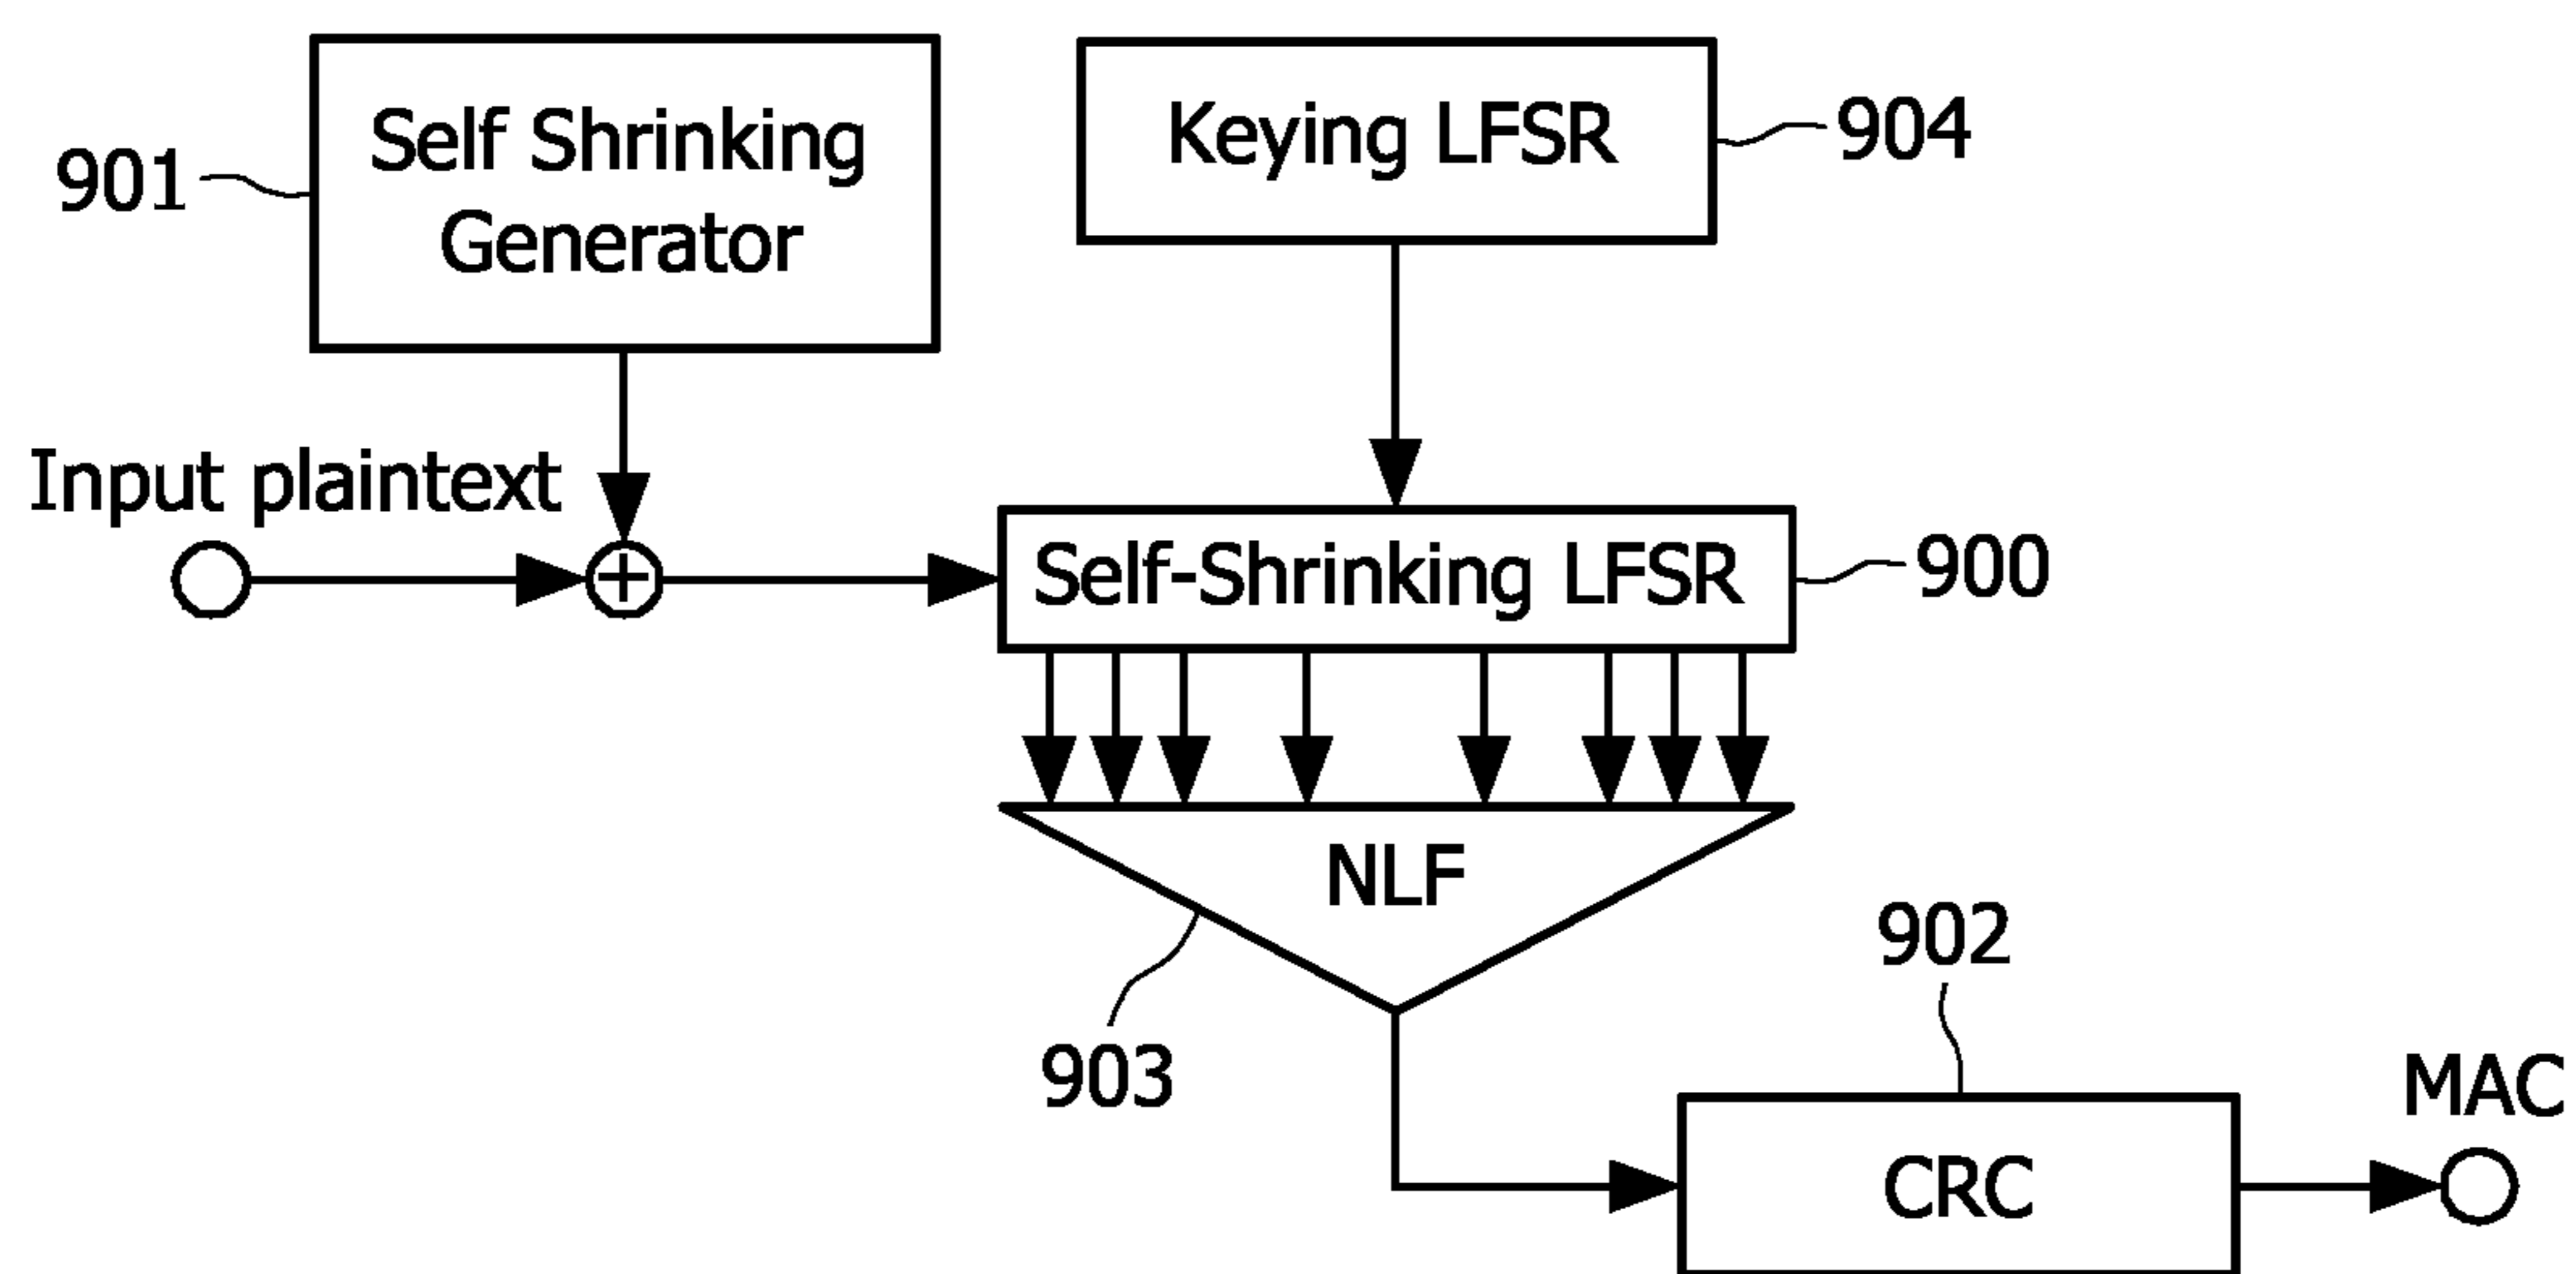 Self Shrinking
Generator
901
Keying LFSR
904
Input plaintext
+
Self-Shrinking LFSR
900
NLF
903
902
CRC
MAC